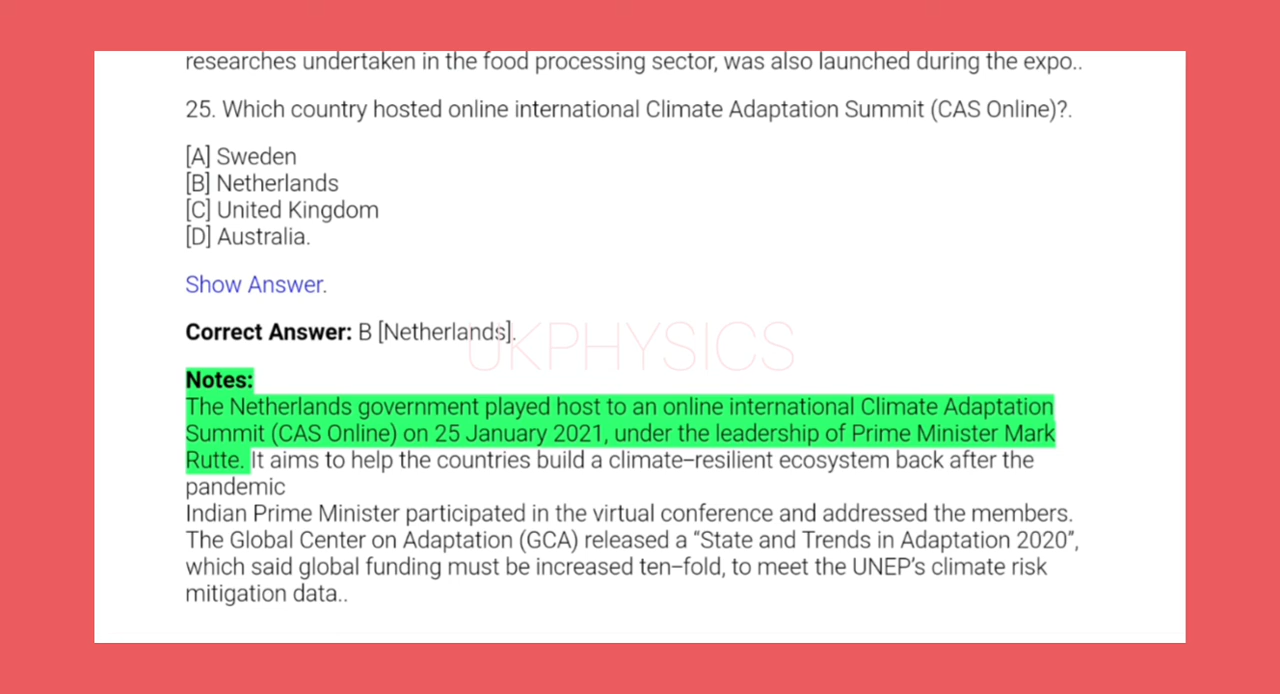 researches undertaken in the food processing sector, was also launched during the expo..
25. Which country hosted online international Climate Adaptation Summit (CAS Online)?.
[A] Sweden
[B] Netherlands
[C] United Kingdom
[D] Australia.
Show Answer.
Correct Answer: B [Netherlands].
UKPHYSICS
Notes:
The Netherlands government played host to an online international Climate Adaptation
Summit (CAS Online) on 25 January 2021, under the leadership of Prime Minister Mark
Rutte. It aims to help the countries build a climate–resilient ecosystem back after the
pandemic
Indian Prime Minister participated in the virtual conference and addressed the members.
The Global Center on Adaptation (GCA) released a “State and Trends in Adaptation 2020”,
which said global funding must be increased ten–fold, to meet the UNEP’s climate risk
mitigation data..